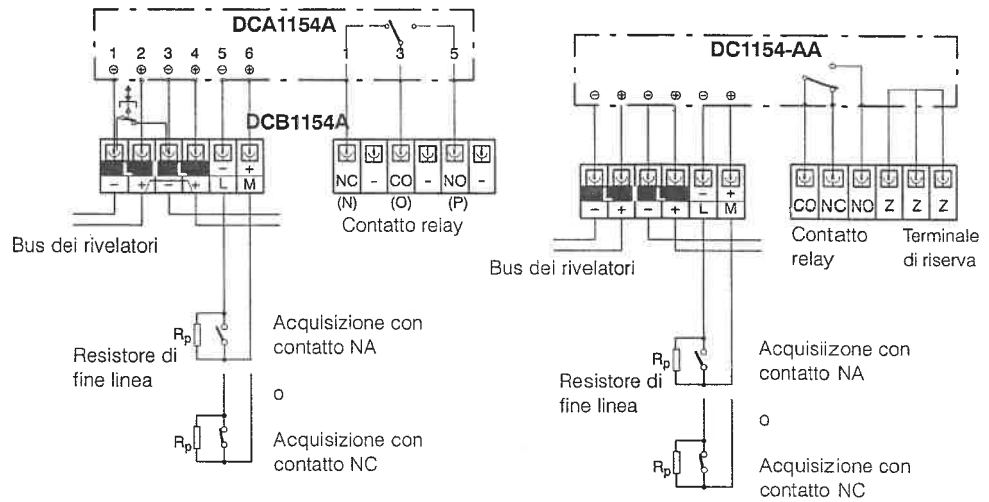 DCA1154A
1 2 3 4 5 6 1 3 5
⊖ ⊕ ⊖ ⊕ ⊖ ⊕
DCB1154A
- +
- + - + L M
NC - CO - NO -
(N) (O) (P)
Contatto relay
Bus dei rivelatori
Rp
Acquisizione con
contatto NA
Resistore di
fine linea
o
Rp
Acquisizione con
contatto NC
DC1154-AA
⊖ ⊕ ⊖ ⊕ ⊖ ⊕
- +
- + - + L M
CO NC NO Z Z Z
Contatto
relay
Terminale
di riserva
Bus dei rivelatori
Rp
Acquisiizone con
contatto NA
Resistore di
fine linea
o
Rp
Acquisizione con
contatto NC